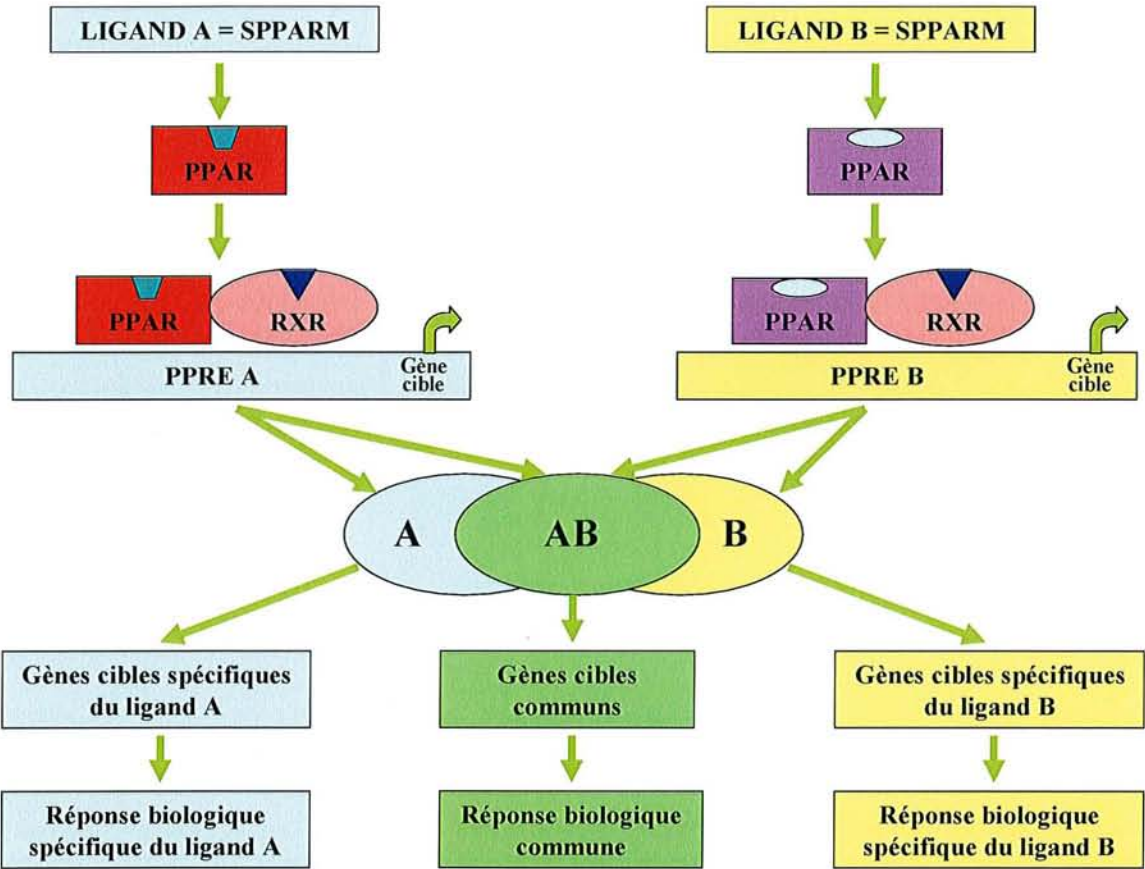 LIGAND A = SPPARM
LIGAND B = SPPARM
PPAR
PPAR
PPAR
RXR
PPAR
RXR
PPRE A
Gène
cible
PPRE B
Gène
cible
A
AB
B
Gènes cibles spécifiques
du ligand A
Gènes cibles
communs
Gènes cibles spécifiques
du ligand B
Réponse biologique
spécifique du ligand A
Réponse biologique
commune
Réponse biologique
spécifique du ligand B